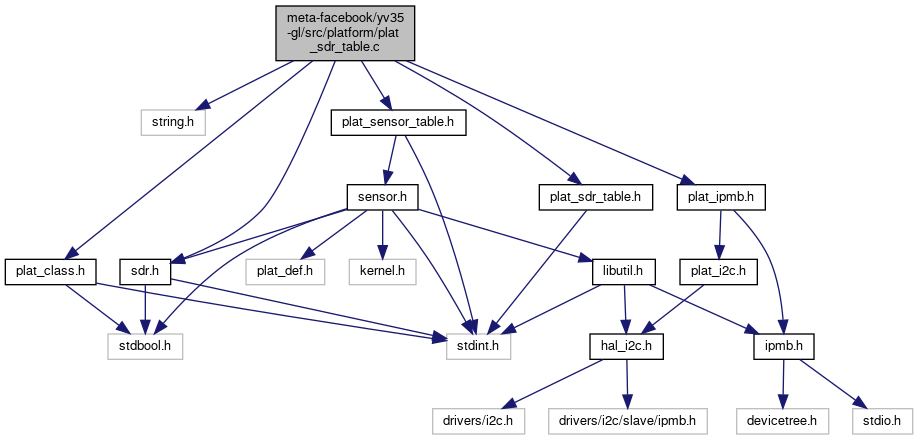 meta-facebook/yv35
-gl/src/platform/plat
_sdr_table.c
string.h
plat_sensor_table.h
sensor.h
plat_sdr_table.h
plat_ipmb.h
plat_class.h
sdr.h
plat_def.h
kernel.h
libutil.h
plat_i2c.h
stdbool.h
stdint.h
hal_i2c.h
ipmb.h
drivers/i2c.h
drivers/i2c/slave/ipmb.h
devicetree.h
stdio.h